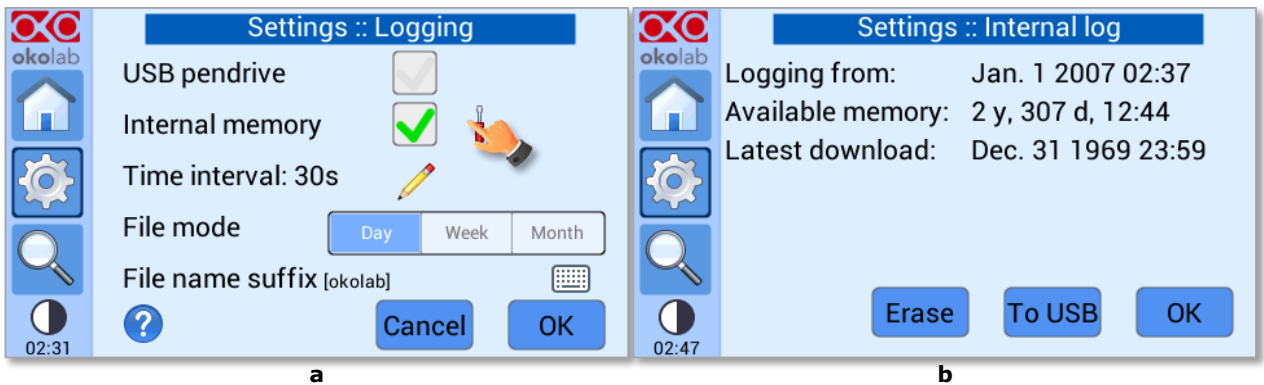 Settings :: Logging
okolab
USB pendrive
Internal memory
Time interval: 30s
File mode
Day
Week
Month
File name suffix [okolab]
?
Cancel
OK
02:31
a
Settings :: Internal log
okolab
Logging from: Jan. 1 2007 02:37
Available memory: 2 y, 307 d, 12:44
Latest download: Dec. 31 1969 23:59
Erase
To USB
OK
02:47
b